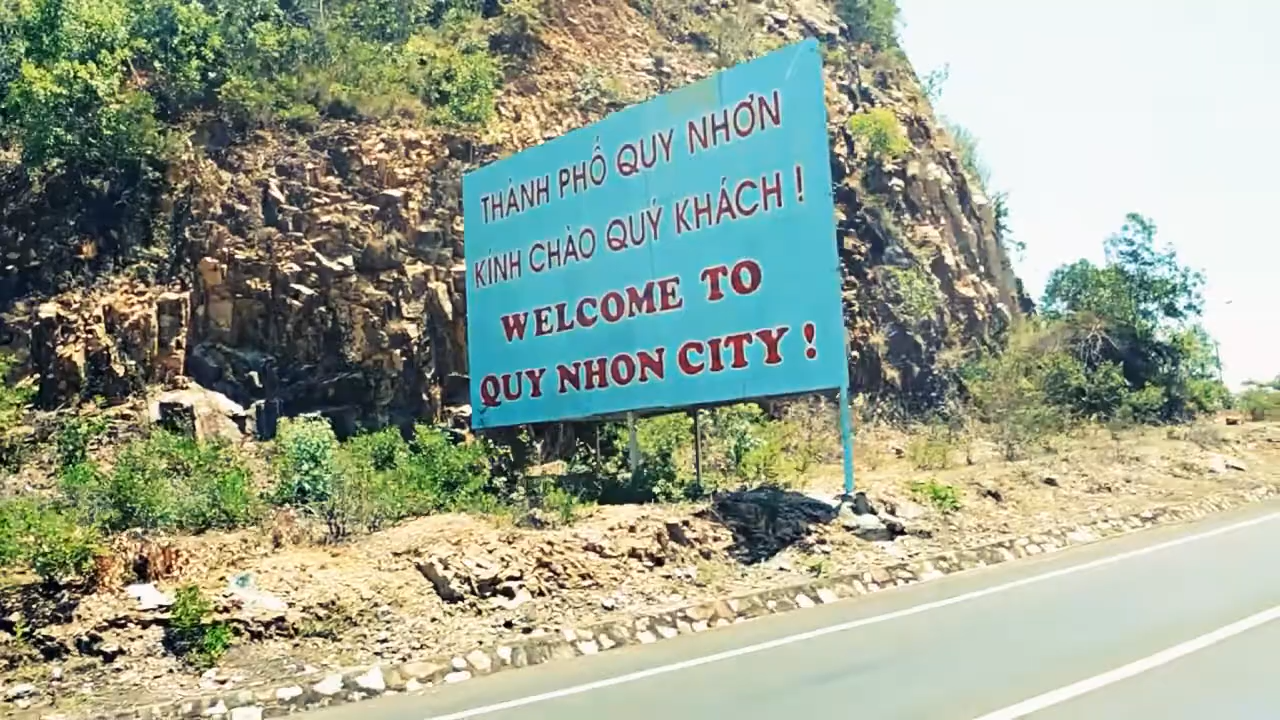 THÀNH PHỐ QUY NHƠN
KÍNH CHÀO QUÝ KHÁCH !
WELCOME TO
QUY NHON CITY !